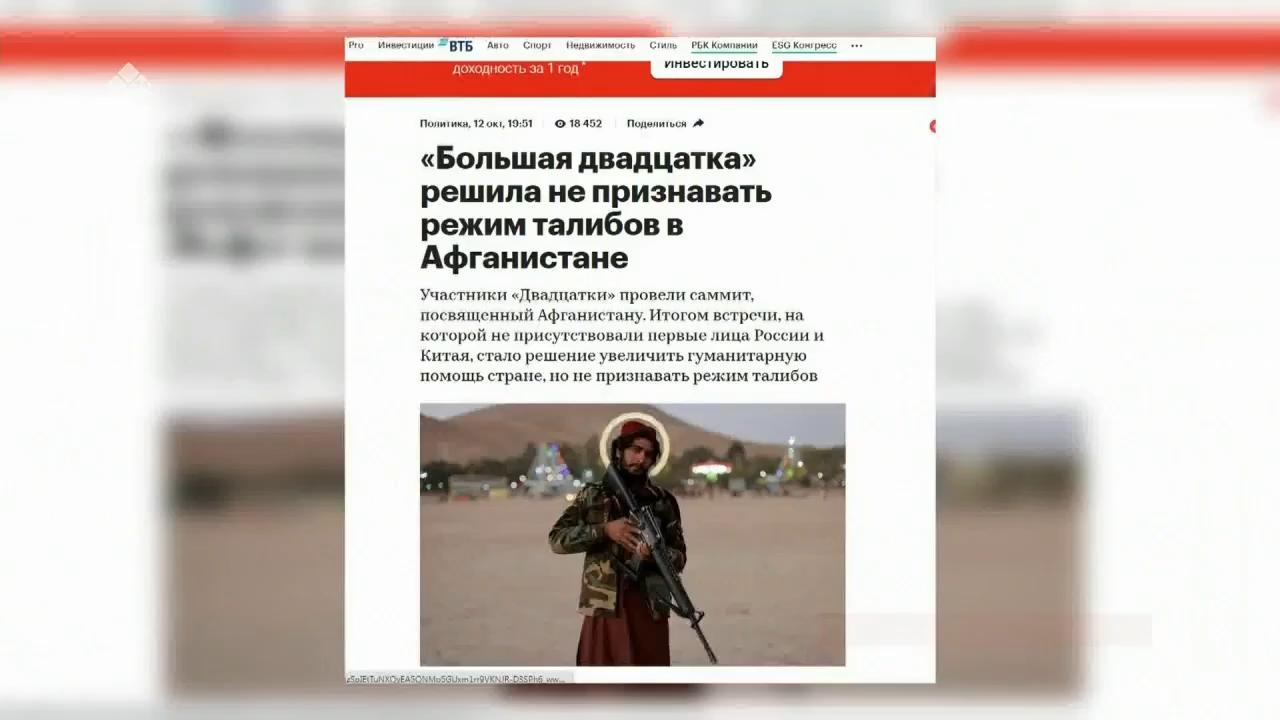 Pro Инвестиции ВТБ Авто Спорт Недвижимость Стиль РБК Компании ESG Конгресс ...
доходность за 1 год* Инвестировать
Политика, 12 окт, 19:51 18 452 Поделиться
«Большая двадцатка»
решила не признавать
режим талибов в
Афганистане
Участники «Двадцатки» провели саммит,
посвященный Афганистану. Итогом встречи, на
которой не присутствовали первые лица России и
Китая, стало решение увеличить гуманитарную
помощь стране, но не признавать режим талибов